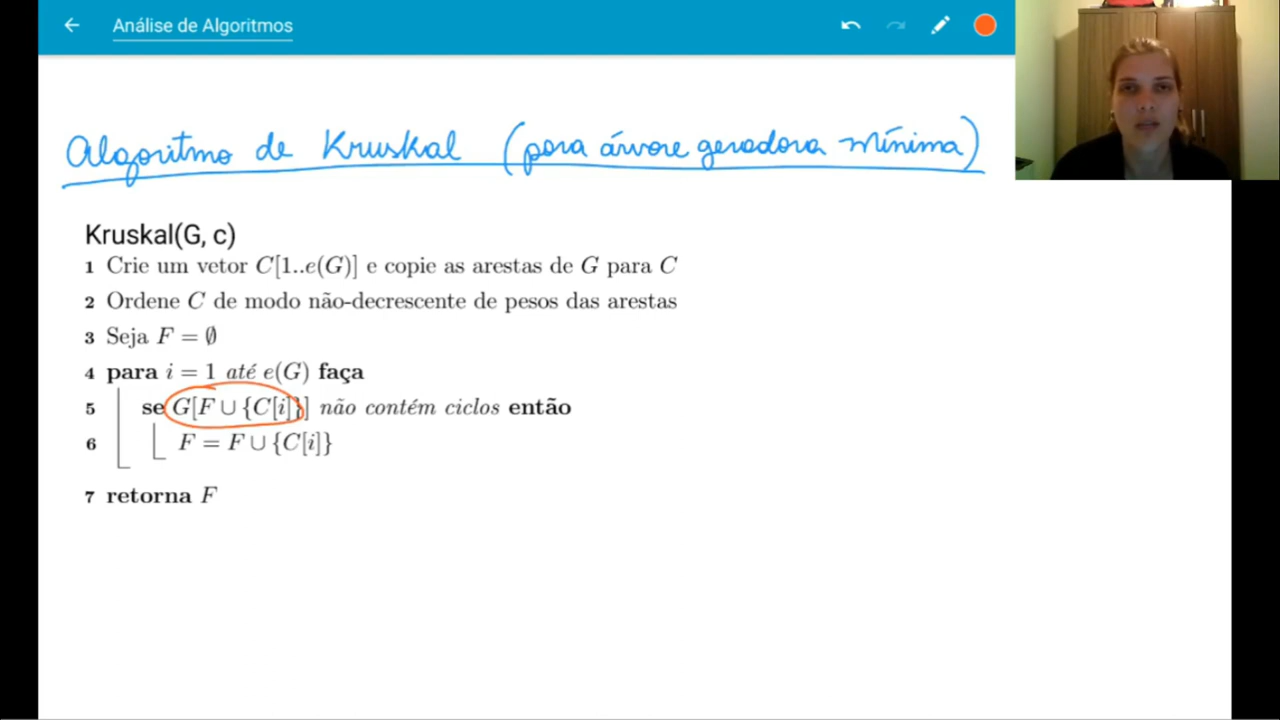 Análise de Algoritmos
Algoritmo de Kruskal (para árvore geradora mínima)
Kruskal(G, c)
1 Crie um vetor C[1..e(G)] e copie as arestas de G para C
2 Ordene C de modo não-decrescente de pesos das arestas
3 Seja F = ∅
4 para i = 1 até e(G) faça
5 se G[F ∪ {C[i]}] não contém ciclos então
6 F = F ∪ {C[i]}
7 retorna F